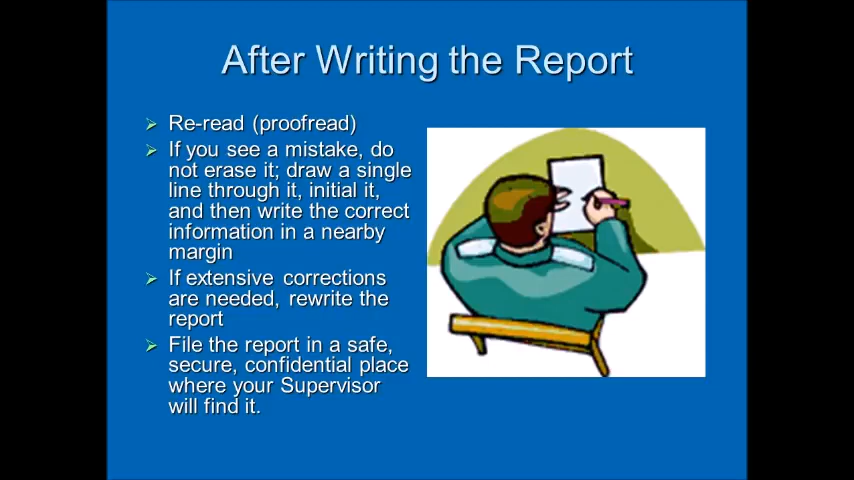 After Writing the Report
Re-read (proofread)
If you see a mistake, do
not erase it; draw a single
line through it, initial it,
and then write the correct
information in a nearby
margin
If extensive corrections
are needed, rewrite the
report
File the report in a safe,
secure, confidential place
where your Supervisor
will find it.